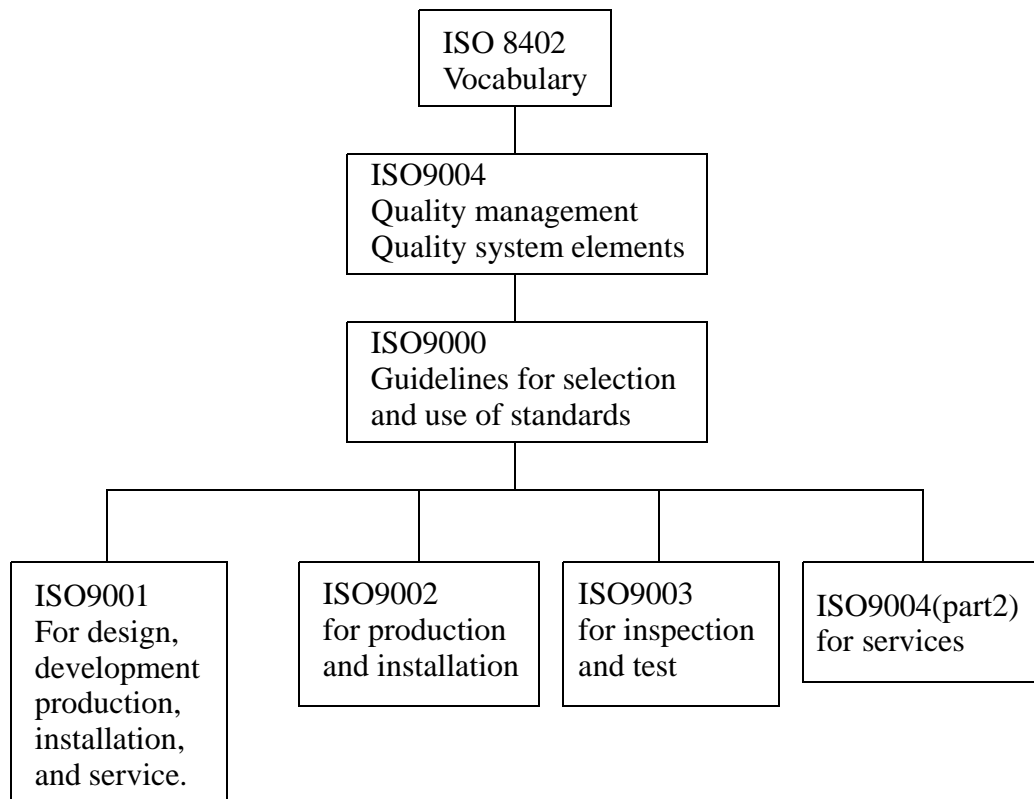 ISO 8402
Vocabulary
ISO9004
Quality management
Quality system elements
ISO9000
Guidelines for selection
and use of standards
ISO9001
For design,
development
production,
installation,
and service.
ISO9002
for production
and installation
ISO9003
for inspection
and test
ISO9004(part2)
for services